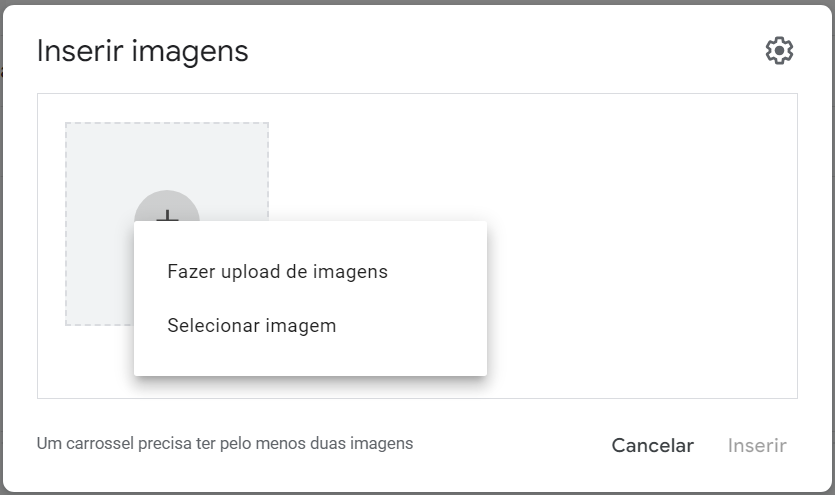 Inserir imagens
Fazer upload de imagens
Selecionar imagem
Um carrossel precisa ter pelo menos duas imagens
Cancelar
Inserir